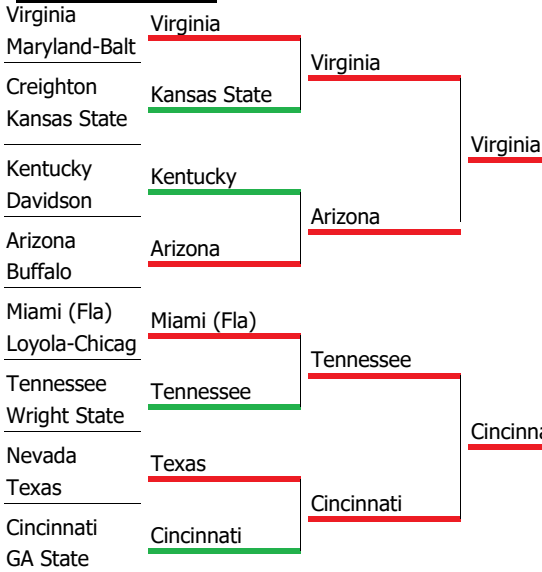 Virginia
Maryland-Balt
Creighton
Kansas State
Kentucky
Davidson
Arizona
Buffalo
Miami (Fla)
Loyola-Chicag
Tennessee
Wright State
Nevada
Texas
Cincinnati
GA State
Virginia
Kansas State
Kentucky
Arizona
Miami (Fla)
Tennessee
Texas
Cincinnati
Virginia
Arizona
Tennessee
Cincinnati
Virginia
Cincinna